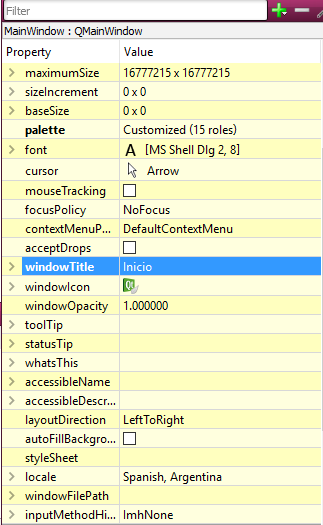 Filter
MainWindow : QMainWindow
Property Value
maximumSize 16777215 x 16777215
sizeIncrement 0 x 0
baseSize 0 x 0
palette Customized (15 roles)
font A [MS Shell Dlg 2, 8]
cursor Arrow
mouseTracking
focusPolicy NoFocus
contextMenuP... DefaultContextMenu
acceptDrops
windowTitle Inicio
windowIcon Qt
windowOpacity 1.000000
toolTip
statusTip
whatsThis
accessibleName
accessibleDescr...
layoutDirection LeftToRight
autoFillBackgro...
styleSheet
locale Spanish, Argentina
windowFilePath
inputMethodHi... ImhNone